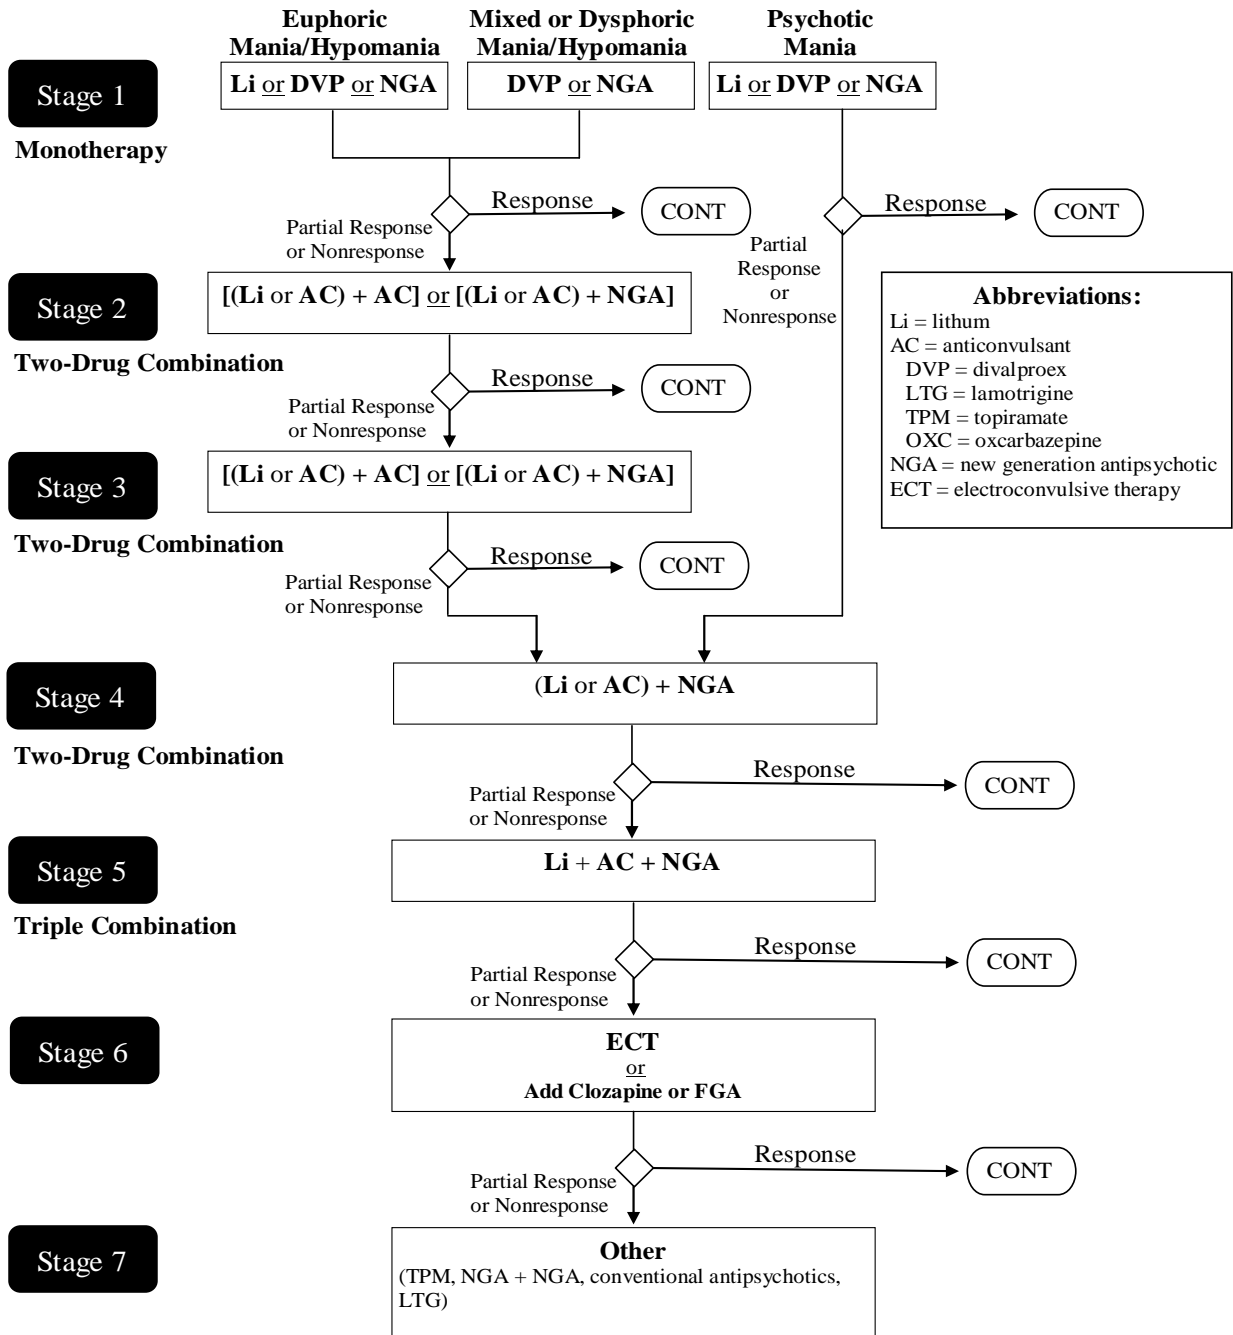 Euphoric
Mania/Hypomania
Mixed or Dysphoric
Mania/Hypomania
Psychotic
Mania
Stage 1
Monotherapy
Li or DVP or NGA
DVP or NGA
Li or DVP or NGA
Response
CONT
Partial Response
or Nonresponse
Response
CONT
Partial
Response
or
Nonresponse
Stage 2
Two-Drug Combination
[(Li or AC) + AC] or [(Li or AC) + NGA]
Response
CONT
Partial Response
or Nonresponse
Abbreviations:
Li = lithum
AC = anticonvulsant
DVP = divalproex
LTG = lamotrigine
TPM = topiramate
OXC = oxcarbazepine
NGA = new generation antipsychotic
ECT = electroconvulsive therapy
Stage 3
Two-Drug Combination
[(Li or AC) + AC] or [(Li or AC) + NGA]
Response
CONT
Partial Response
or Nonresponse
Stage 4
Two-Drug Combination
(Li or AC) + NGA
Response
CONT
Partial Response
or Nonresponse
Stage 5
Triple Combination
Li + AC + NGA
Response
CONT
Partial Response
or Nonresponse
Stage 6
ECT
or
Add Clozapine or FGA
Response
CONT
Partial Response
or Nonresponse
Stage 7
Other
(TPM, NGA + NGA, conventional antipsychotics,
LTG)